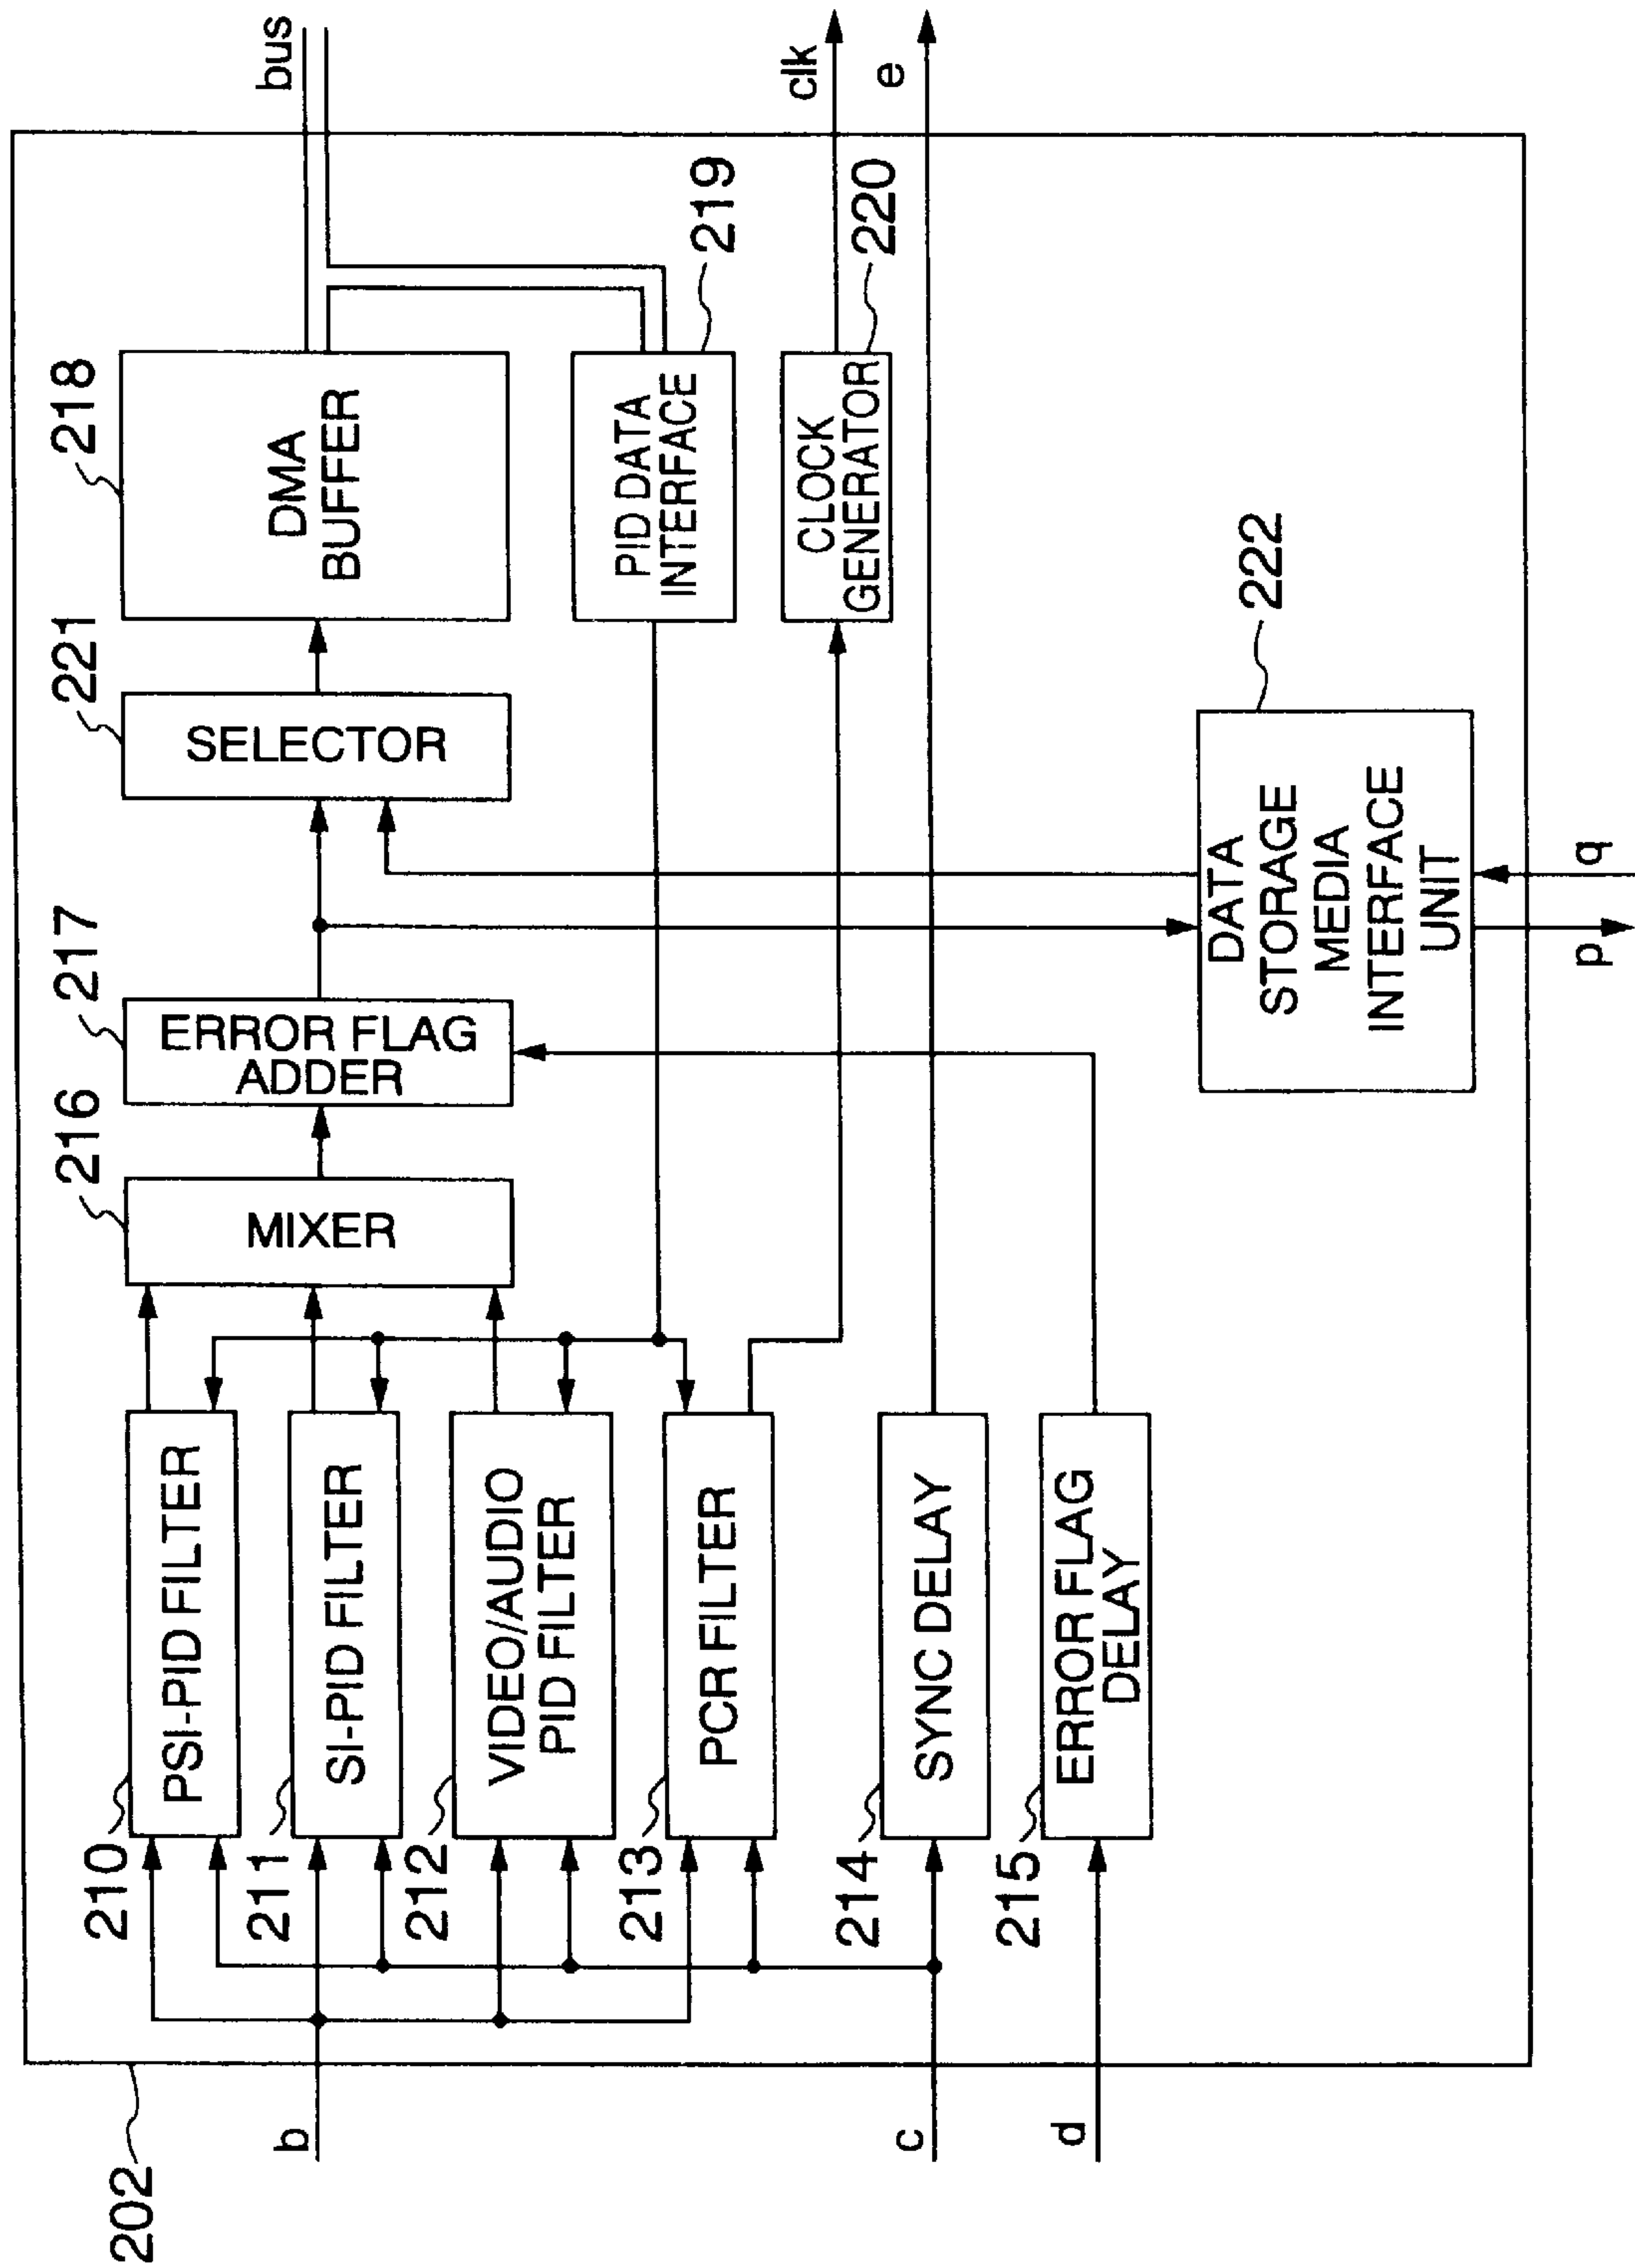 202
b
c
d
210
PSI-PID FILTER
211
SI-PID FILTER
212
VIDEO/AUDIO
PID FILTER
213
PCR FILTER
214
SYNC DELAY
215
ERROR FLAG
DELAY
216
MIXER
217
ERROR FLAG
ADDER
221
SELECTOR
218
DMA
BUFFER
219
PID DATA
INTERFACE
220
CLOCK
GENERATOR
222
DATA
STORAGE
MEDIA
INTERFACE
UNIT
bus
clk
e
p
q